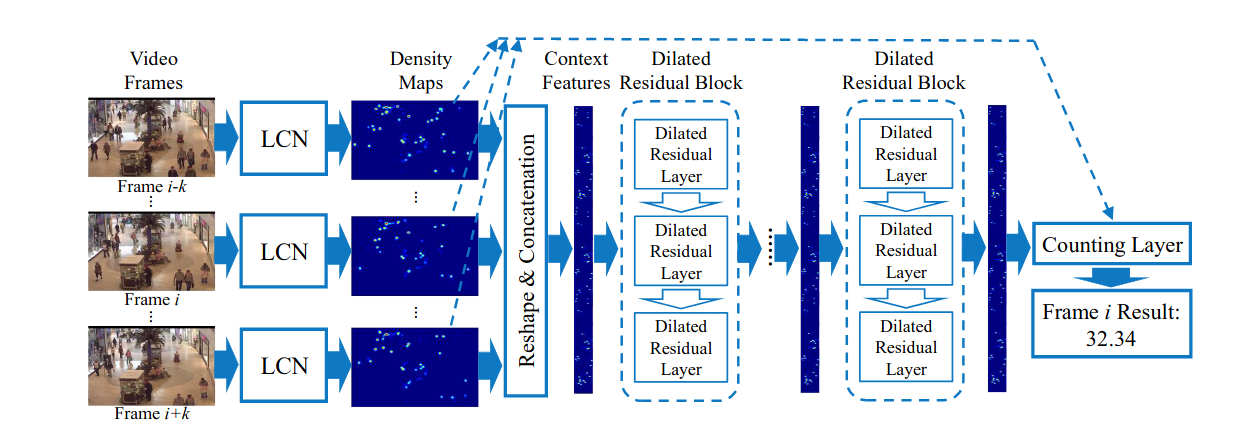 Video
Frames
Density
Maps
Context
Features
Dilated
Residual Block
Dilated
Residual Block
LCN
Frame i-k
...
LCN
Frame i
...
LCN
Frame i+k
...
...
Reshape & Concatenation
Dilated
Residual
Layer
Dilated
Residual
Layer
Dilated
Residual
Layer
Dilated
Residual
Layer
Dilated
Residual
Layer
Dilated
Residual
Layer
Counting Layer
Frame i Result:
32.34